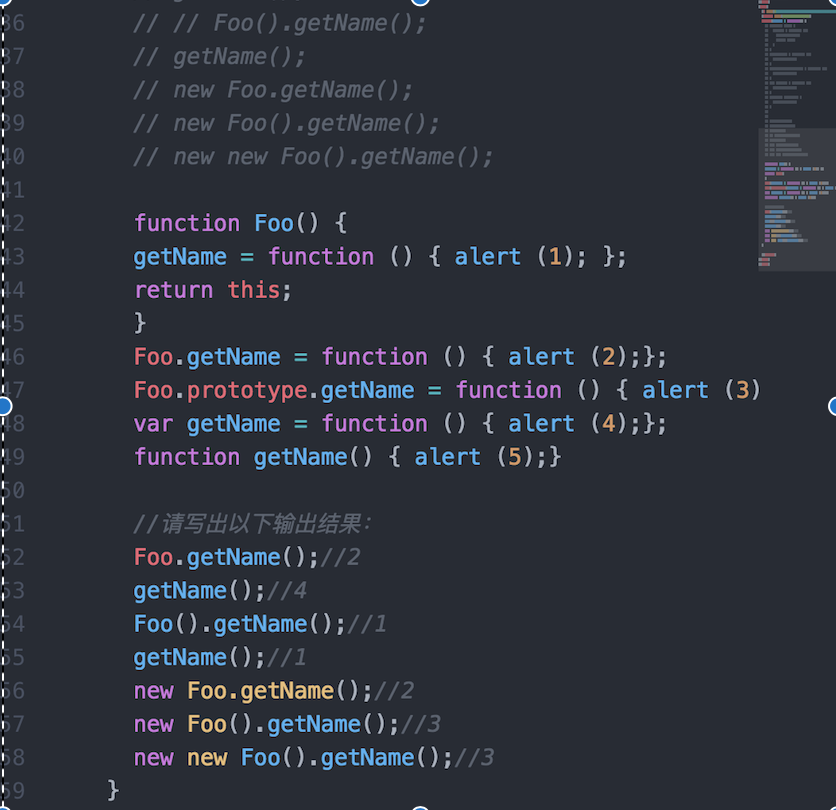 36 // // Foo().getName();
37 // getName();
38 // new Foo.getName();
39 // new Foo().getName();
40 // new new Foo().getName();
41
42 function Foo() {
43 getName = function () { alert (1); };
44 return this;
45 }
46 Foo.getName = function () { alert (2);};
47 Foo.prototype.getName = function () { alert (3)
48 var getName = function () { alert (4);};
49 function getName() { alert (5);}
50
51 //请写出以下输出结果:
52 Foo.getName();//2
53 getName();//4
54 Foo().getName();//1
55 getName();//1
56 new Foo.getName();//2
57 new Foo().getName();//3
58 new new Foo().getName();//3
59 }